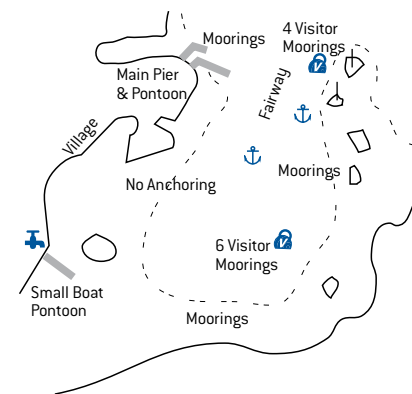 4 Visitor
Moorings
Moorings
Main Pier
& Pontoon
Fairway
Village
Moorings
No Anchoring
6 Visitor
Moorings
Small Boat
Pontoon
Moorings